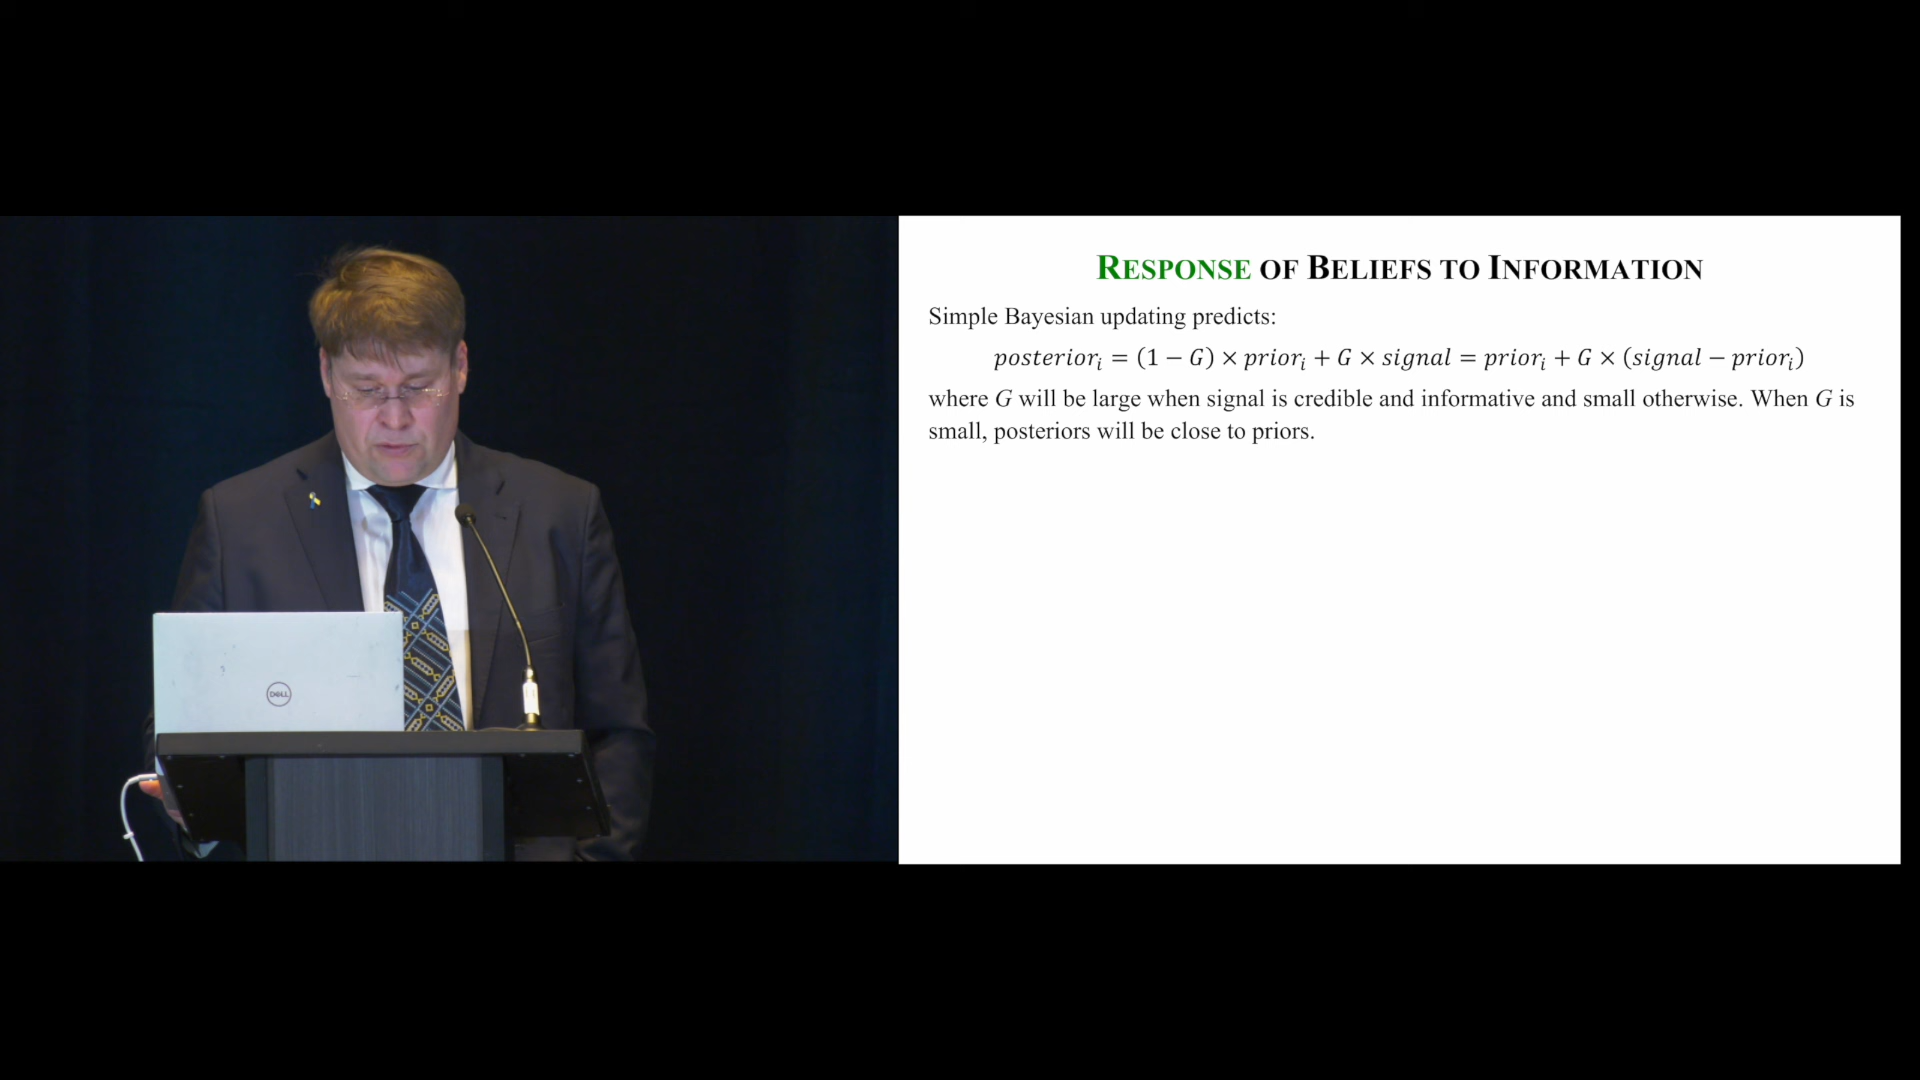 RESPONSE OF BELIEFS TO INFORMATION
Simple Bayesian updating predicts:
posteriorᵢ = (1 − G) × priorᵢ + G × signal = priorᵢ + G × (signal − priorᵢ)
where G will be large when signal is credible and informative and small otherwise. When G is
small, posteriors will be close to priors.
DELL